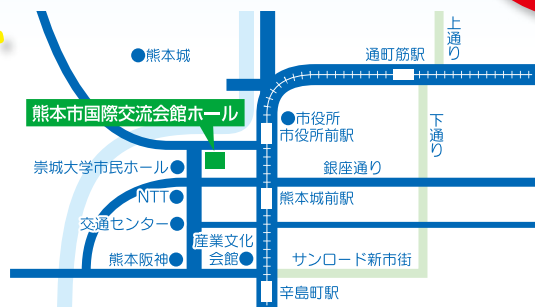 上通り
通町筋駅
熊本城
熊本市国際交流会館ホール
市役所
市役所前駅
下通り
崇城大学市民ホール
銀座通り
NTT
熊本城前駅
交通センター
産業文化
会館
熊本阪神
サンロード新市街
辛島町駅